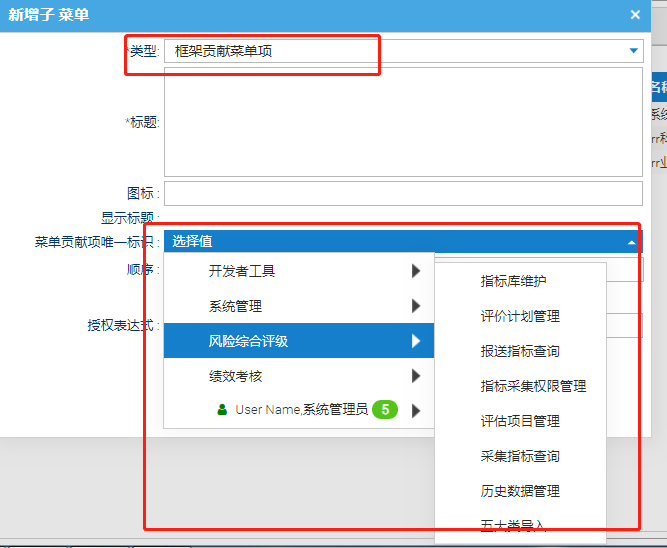 新增子 菜单
×
*类型:
框架贡献菜单项
*标题:
图标 :
显示标题 :
菜单贡献项唯一标识 :
选择值
顺序 :
授权表达式 :
开发者工具
系统管理
风险综合评级
绩效考核
User Name,系统管理员 5
指标库维护
评价计划管理
报送指标查询
指标采集权限管理
评估项目管理
采集指标查询
历史数据管理
五大类导入